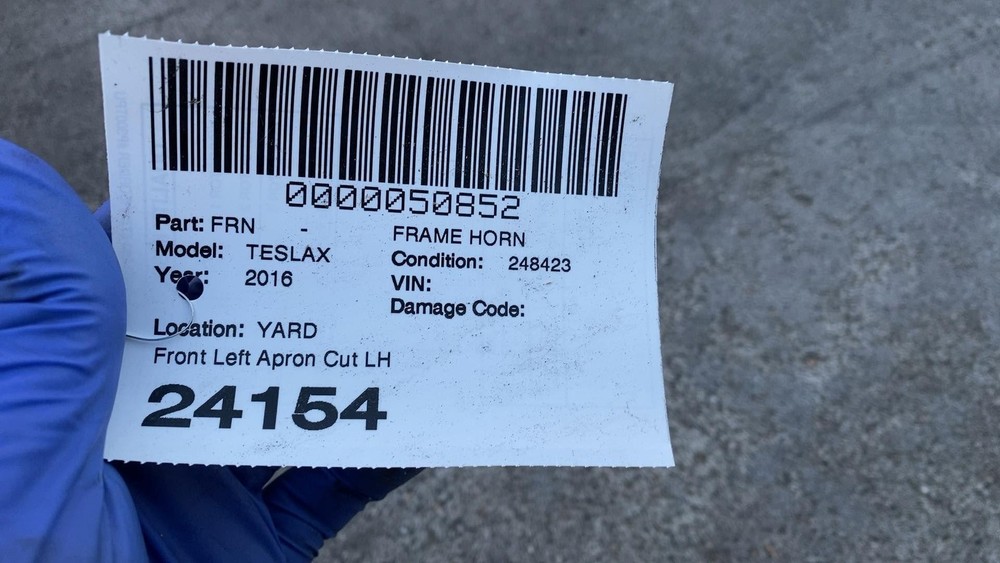 0000050852
Part: FRN - FRAME HORN
Model: TESLAX Condition: 248423
Year: 2016 VIN:
Damage Code:
Location: YARD
Front Left Apron Cut LH
24154